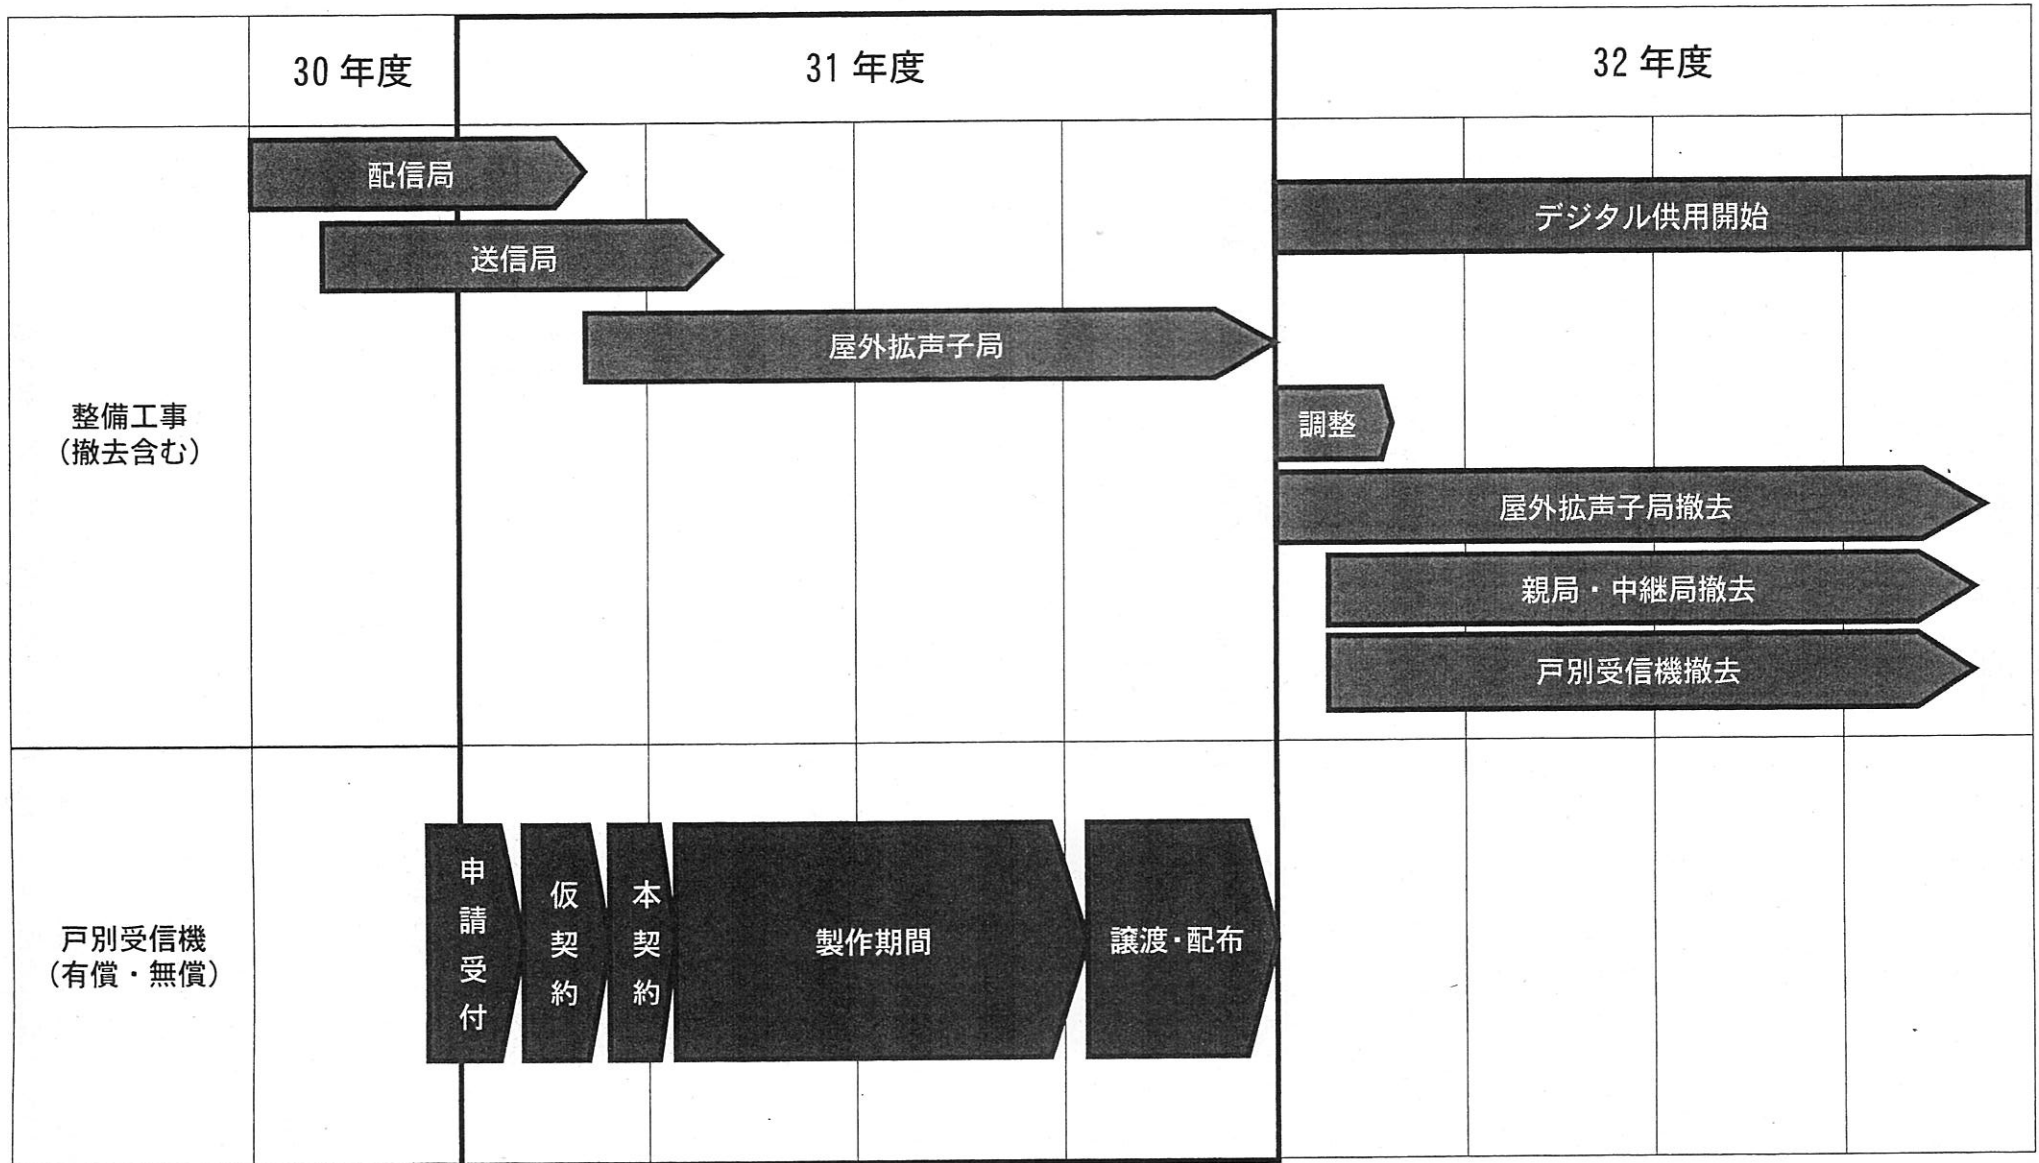 30 年度
31 年度
32 年度
整備工事
（撤去含む）
配信局
送信局
屋外拡声子局
デジタル供用開始
調整
屋外拡声子局撤去
親局・中継局撤去
戸別受信機撤去
戸別受信機
（有償・無償）
申請受付
仮契約
本契約
製作期間
譲渡・配布